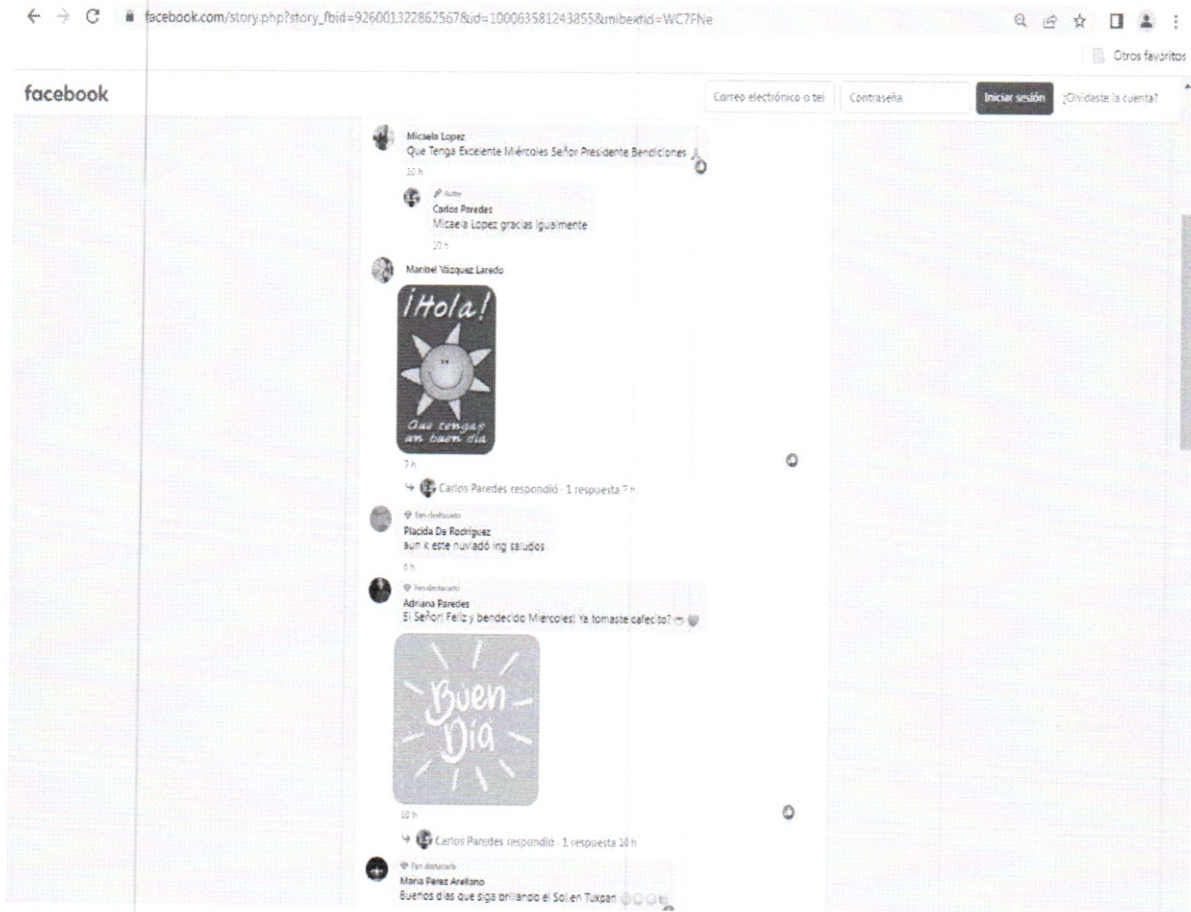 facebook.com/story.php?story_fbid=926001322862567&id=100063581243855&mibextid=WC7FNe
Otros favoritos
facebook
Correo electrónico o tel
Contraseña
Iniciar sesión
¿Olvidaste la cuenta?
Micaela Lopez
Que Tenga Excelente Miércoles Señor Presidente Bendiciones
10 h
Autor
Carlos Paredes
Micaela Lopez gracias igualmente
10 h
Maribel Vázquez Laredo
¡Hola!
Que tengas
un buen día
7 h
Carlos Paredes respondió · 1 respuesta 7 h
Fan destacado
Placida De Rodriguez
aun k este nuviadó ing saludos
6 h
Fan destacado
Adriana Paredes
Si Señor! Feliz y bendecido Miercoles! Ya tomaste cafecito?
Buen
Día
10 h
Carlos Paredes respondió · 1 respuesta 10 h
Fan destacado
Maria Perez Arellano
Buenos dias que siga brillando el Sol.en Tuxpan